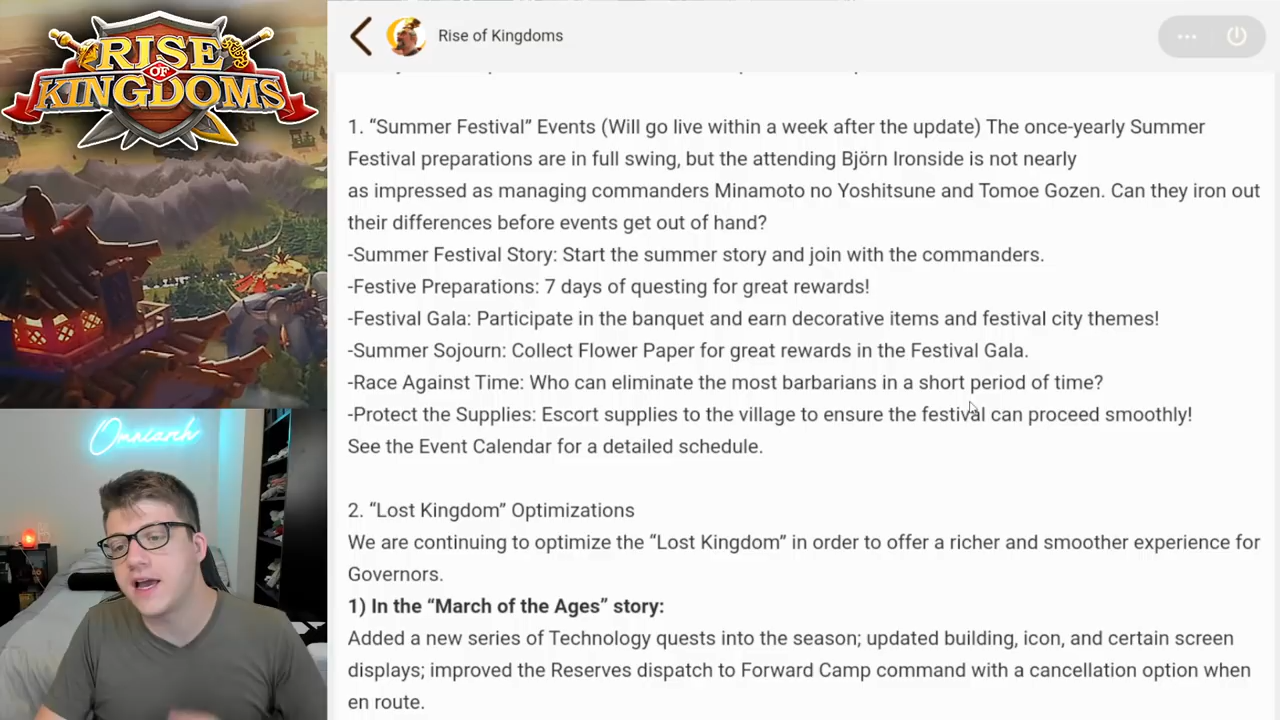 RISE
OF
KINGDOMS
Rise of Kingdoms
1. “Summer Festival” Events (Will go live within a week after the update) The once-yearly Summer
Festival preparations are in full swing, but the attending Björn Ironside is not nearly
as impressed as managing commanders Minamoto no Yoshitsune and Tomoe Gozen. Can they iron out
their differences before events get out of hand?
-Summer Festival Story: Start the summer story and join with the commanders.
-Festive Preparations: 7 days of questing for great rewards!
-Festival Gala: Participate in the banquet and earn decorative items and festival city themes!
-Summer Sojourn: Collect Flower Paper for great rewards in the Festival Gala.
-Race Against Time: Who can eliminate the most barbarians in a short period of time?
-Protect the Supplies: Escort supplies to the village to ensure the festival can proceed smoothly!
See the Event Calendar for a detailed schedule.
2. “Lost Kingdom” Optimizations
We are continuing to optimize the “Lost Kingdom” in order to offer a richer and smoother experience for
Governors.
1) In the “March of the Ages” story:
Added a new series of Technology quests into the season; updated building, icon, and certain screen
displays; improved the Reserves dispatch to Forward Camp command with a cancellation option when
en route.
Omniarch